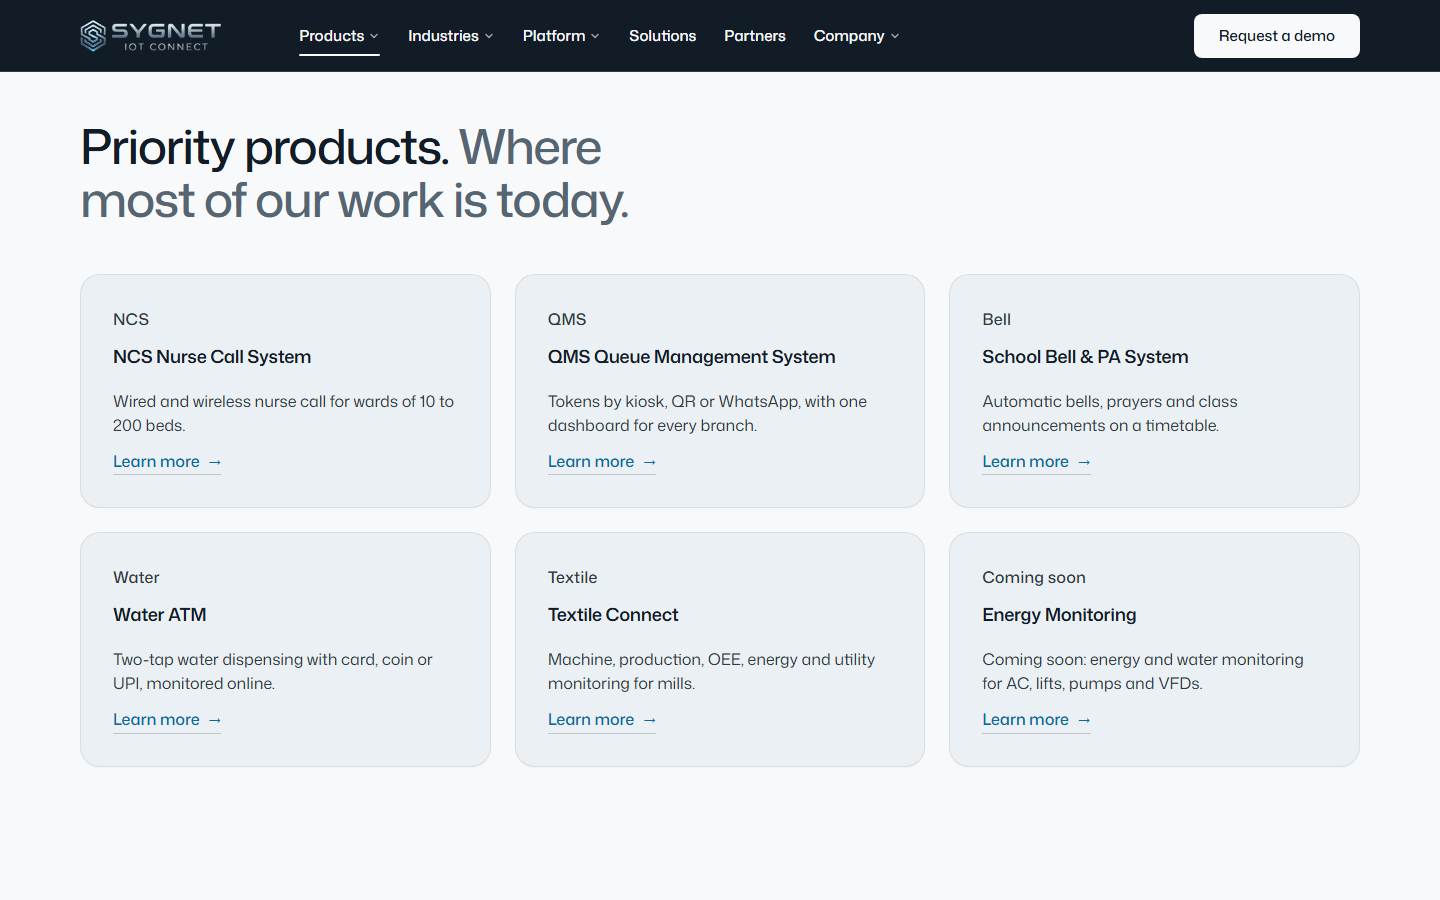 SYGNET
IOT CONNECT
Products
Industries
Platform
Solutions
Partners
Company
Request a demo
Priority products. Where
most of our work is today.
NCS
NCS Nurse Call System
Wired and wireless nurse call for wards of 10 to
200 beds.
Learn more →
QMS
QMS Queue Management System
Tokens by kiosk, QR or WhatsApp, with one
dashboard for every branch.
Learn more →
Bell
School Bell & PA System
Automatic bells, prayers and class
announcements on a timetable.
Learn more →
Water
Water ATM
Two-tap water dispensing with card, coin or
UPI, monitored online.
Learn more →
Textile
Textile Connect
Machine, production, OEE, energy and utility
monitoring for mills.
Learn more →
Coming soon
Energy Monitoring
Coming soon: energy and water monitoring
for AC, lifts, pumps and VFDs.
Learn more →